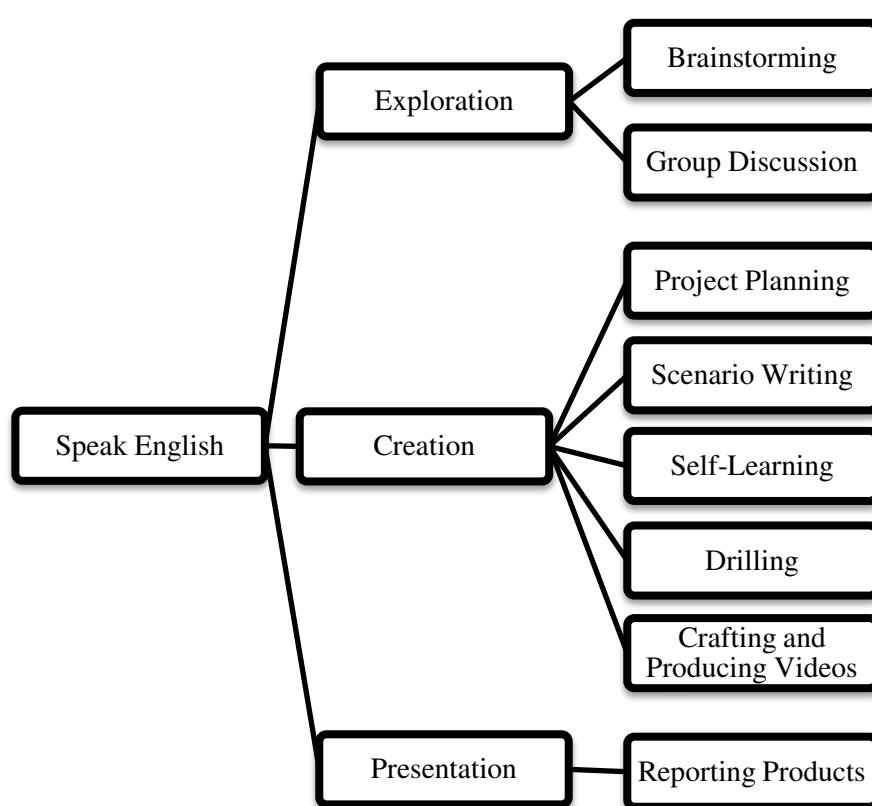 Speak English
Exploration
Brainstorming
Group Discussion
Creation
Project Planning
Scenario Writing
Self-Learning
Drilling
Crafting and
Producing Videos
Presentation
Reporting Products